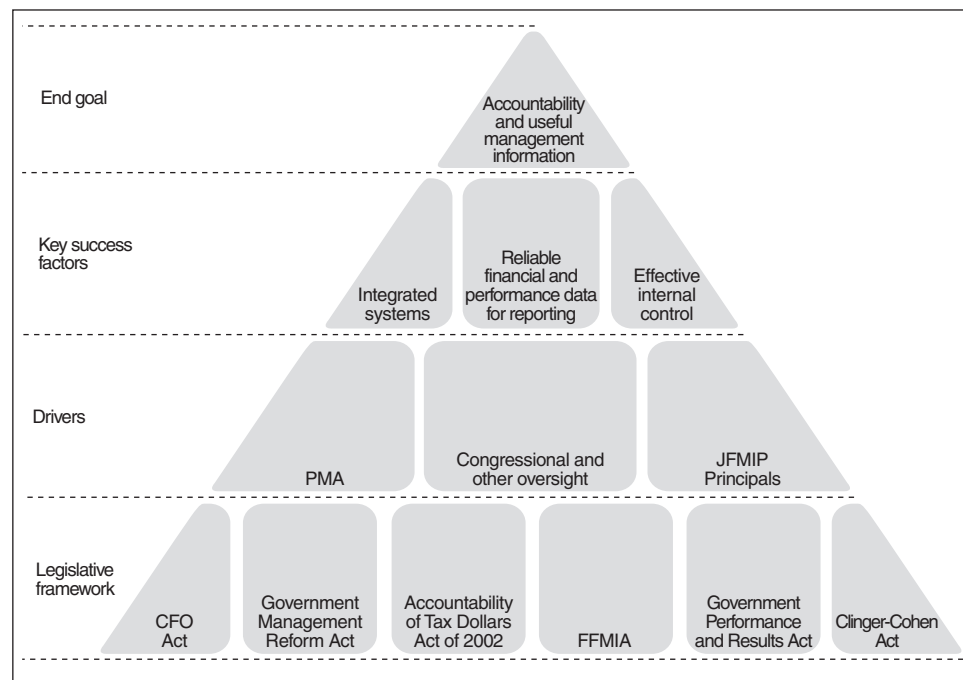 End goal
Accountability
and useful
management
information
Key success
factors
Integrated
systems
Reliable
financial and
performance data
for reporting
Effective
internal
control
Drivers
PMA
Congressional and
other oversight
JFMIP
Principals
Legislative
framework
CFO
Act
Government
Management
Reform Act
Accountability
of Tax Dollars
Act of 2002
FFMIA
Government
Performance
and Results Act
Clinger-Cohen
Act